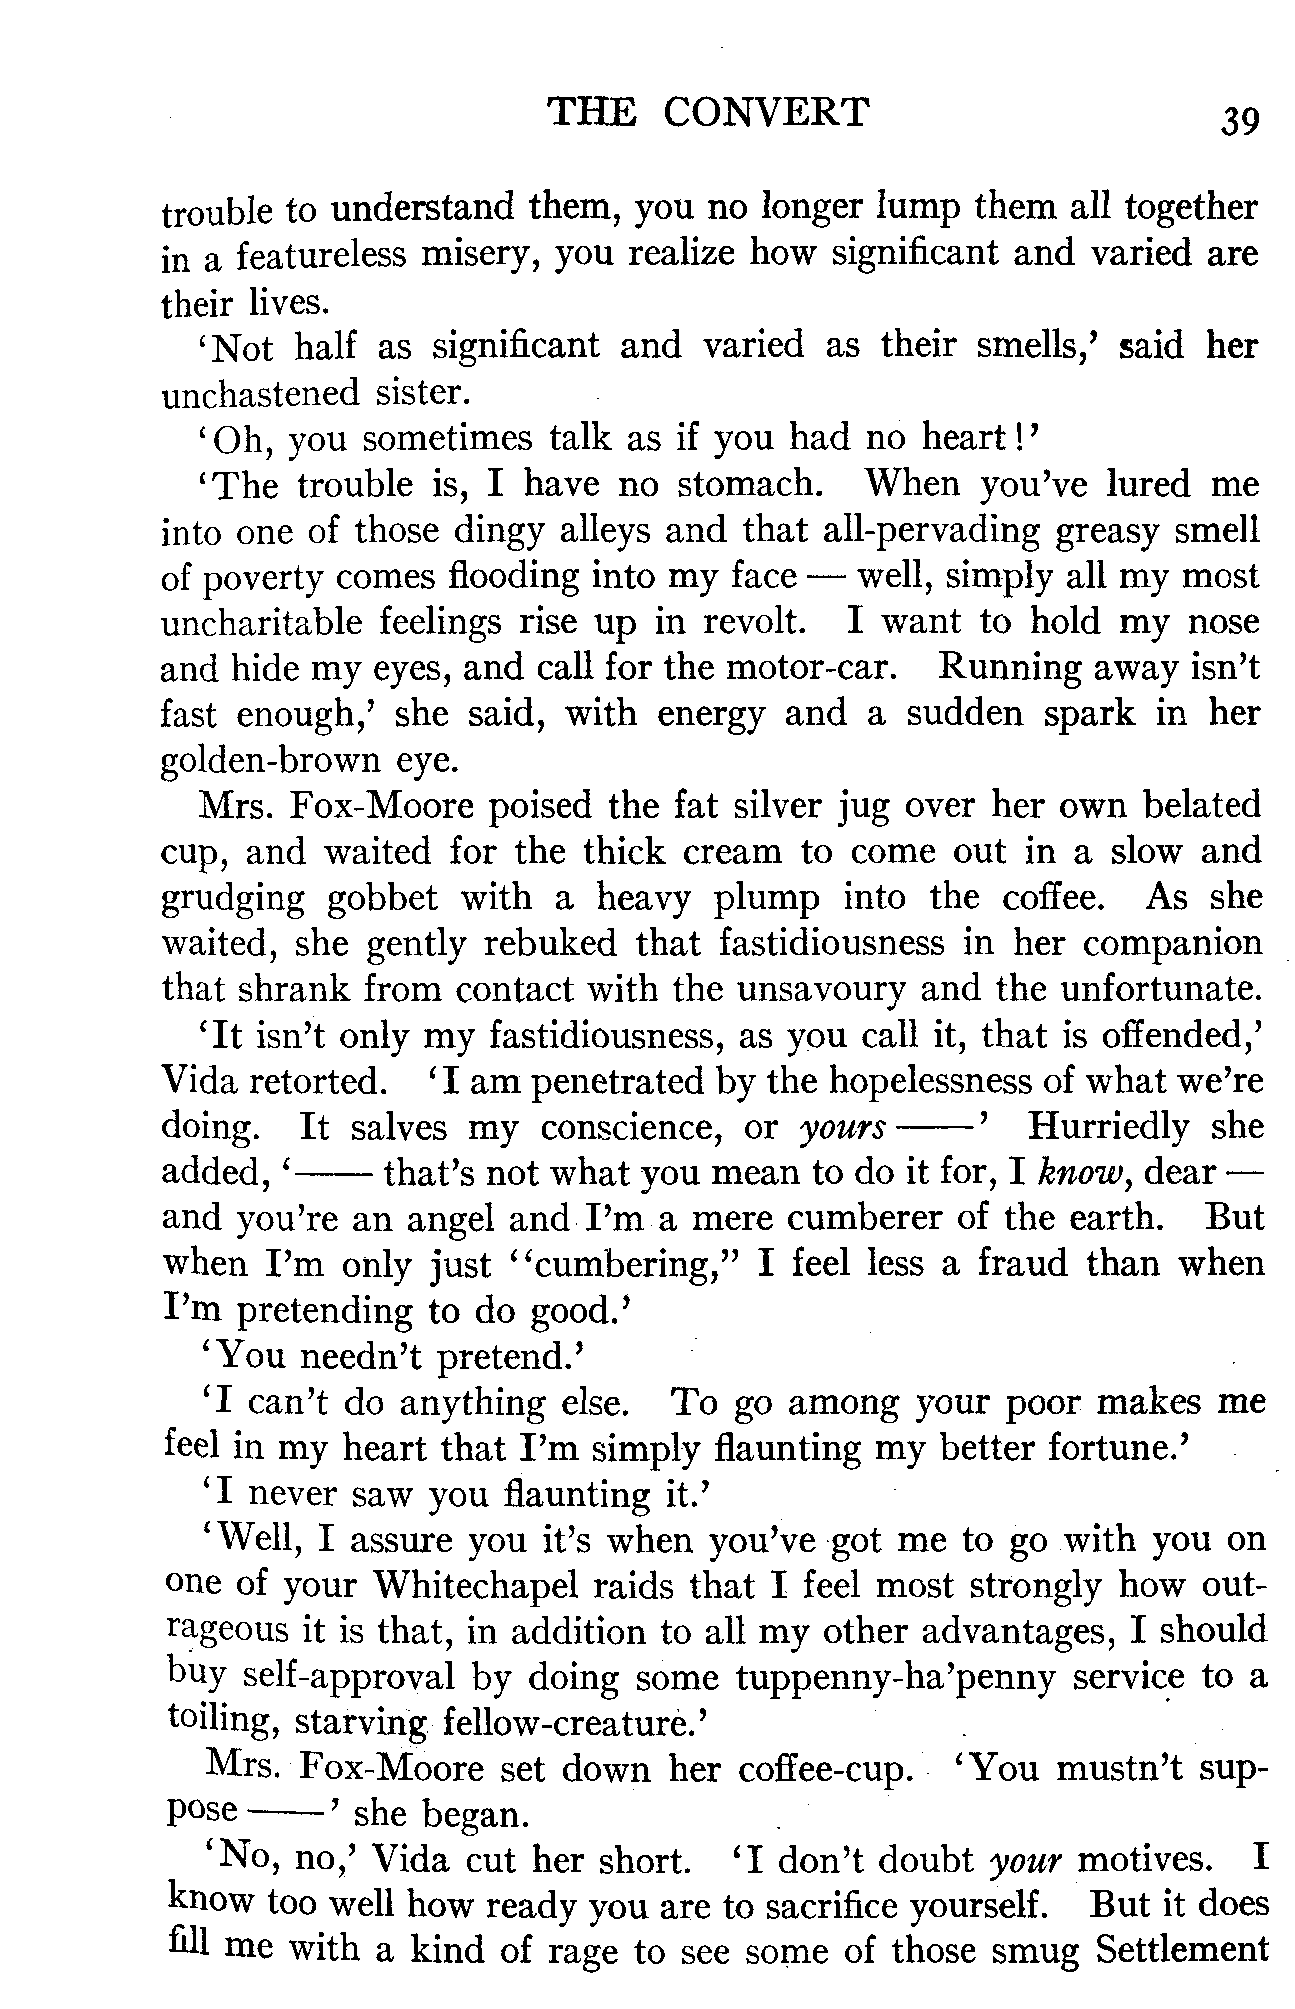 THE CONVERT 39
trouble to understand them, you no longer lump them all together
in a featureless misery, you realize how significant and varied are
their lives.
'Not half as significant and varied as their smells,' said her
unchastened sister.
'Oh, you sometimes talk as if you had no heart!'
'The trouble is, I have no stomach. When you've lured me
into one of those dingy alleys and that all-pervading greasy smell
of poverty comes flooding into my face — well, simply all my most
uncharitable feelings rise up in revolt. I want to hold my nose
and hide my eyes, and call for the motor-car. Running away isn't
fast enough,' she said, with energy and a sudden spark in her
golden-brown eye.
Mrs. Fox-Moore poised the fat silver jug over her own belated
cup, and waited for the thick cream to come out in a slow and
grudging gobbet with a heavy plump into the coffee. As she
waited, she gently rebuked that fastidiousness in her companion
that shrank from contact with the unsavoury and the unfortunate.
'It isn't only my fastidiousness, as you call it, that is offended,'
Vida retorted. 'I am penetrated by the hopelessness of what we're
doing. It salves my conscience, or yours ——' Hurriedly she
added, '—— that's not what you mean to do it for, I know, dear —
and you're an angel and I'm a mere cumberer of the earth. But
when I'm only just "cumbering," I feel less a fraud than when
I'm pretending to do good.'
'You needn't pretend.'
'I can't do anything else. To go among your poor makes me
feel in my heart that I'm simply flaunting my better fortune.'
'I never saw you flaunting it.'
'Well, I assure you it's when you've got me to go with you on
one of your Whitechapel raids that I feel most strongly how out-
rageous it is that, in addition to all my other advantages, I should
buy self-approval by doing some tuppenny-ha'penny service to a
toiling, starving fellow-creature.'
Mrs. Fox-Moore set down her coffee-cup. 'You mustn't sup-
pose ——' she began.
'No, no,' Vida cut her short. 'I don't doubt your motives. I
know too well how ready you are to sacrifice yourself. But it does
fill me with a kind of rage to see some of those smug Settlement